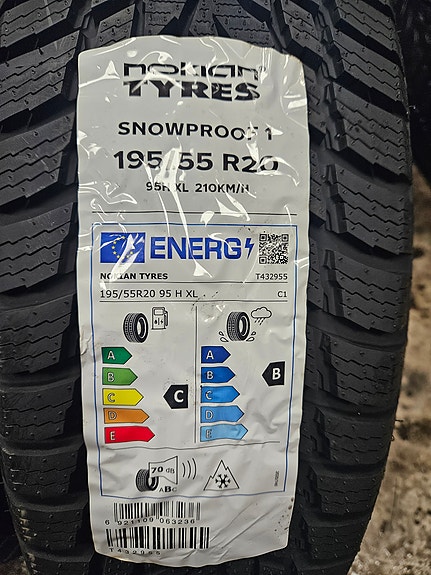 nokian
TYRES
SNOWPROOF 1
195/55 R20
95H XL 210KM/H
ENERG
NOKIAN TYRES T432955
195/55R20 95 H XL C1
A A
B B B
C C C
D D
E E
70 dB
ABC
6 921109 063236
T432955